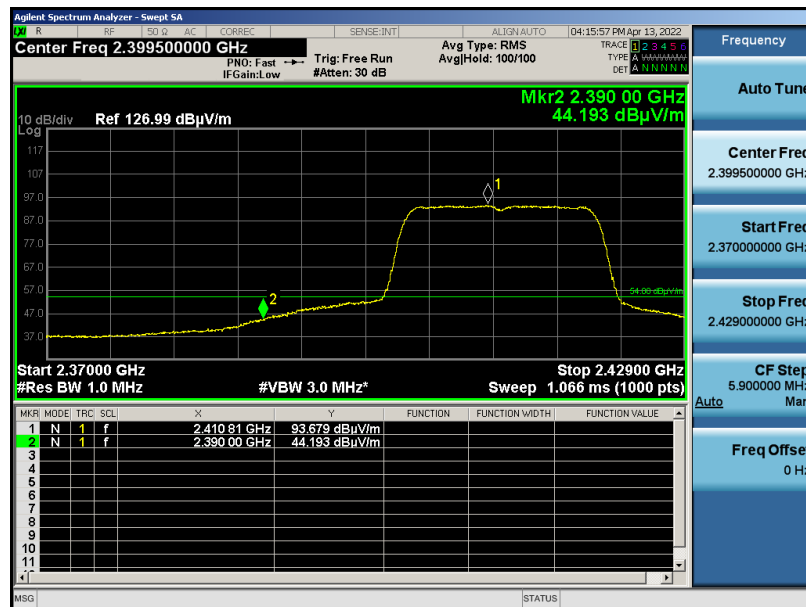 Agilent Spectrum Analyzer - Swept SA
LXI R RF 50 Ω AC CORREC SENSE:INT ALIGN AUTO 04:15:57 PM Apr 13, 2022
Center Freq 2.399500000 GHz
PNO: Fast
IFGain:Low
Trig: Free Run
#Atten: 30 dB
Avg Type: RMS
Avg|Hold: 100/100
TRACE 1 2 3 4 5 6
TYPE A WWWWW
DET A N N N N N
Mkr2 2.390 00 GHz
44.193 dBµV/m
10 dB/div Ref 126.99 dBµV/m
Log
117
107
97.0
87.0
77.0
67.0
57.0
47.0
37.0
1
2
54.00 dBµV/m
Start 2.37000 GHz Stop 2.42900 GHz
#Res BW 1.0 MHz #VBW 3.0 MHz* Sweep 1.066 ms (1000 pts)
MKR MODE TRC SCL X Y FUNCTION FUNCTION WIDTH FUNCTION VALUE
1 N 1 f 2.410 81 GHz 93.679 dBµV/m
2 N 1 f 2.390 00 GHz 44.193 dBµV/m
3
4
5
6
7
8
9
10
11
MSG STATUS
Frequency
Auto Tune
Center Freq
2.399500000 GHz
Start Freq
2.370000000 GHz
Stop Freq
2.429000000 GHz
CF Step
5.900000 MHz
Auto Man
Freq Offset
0 Hz